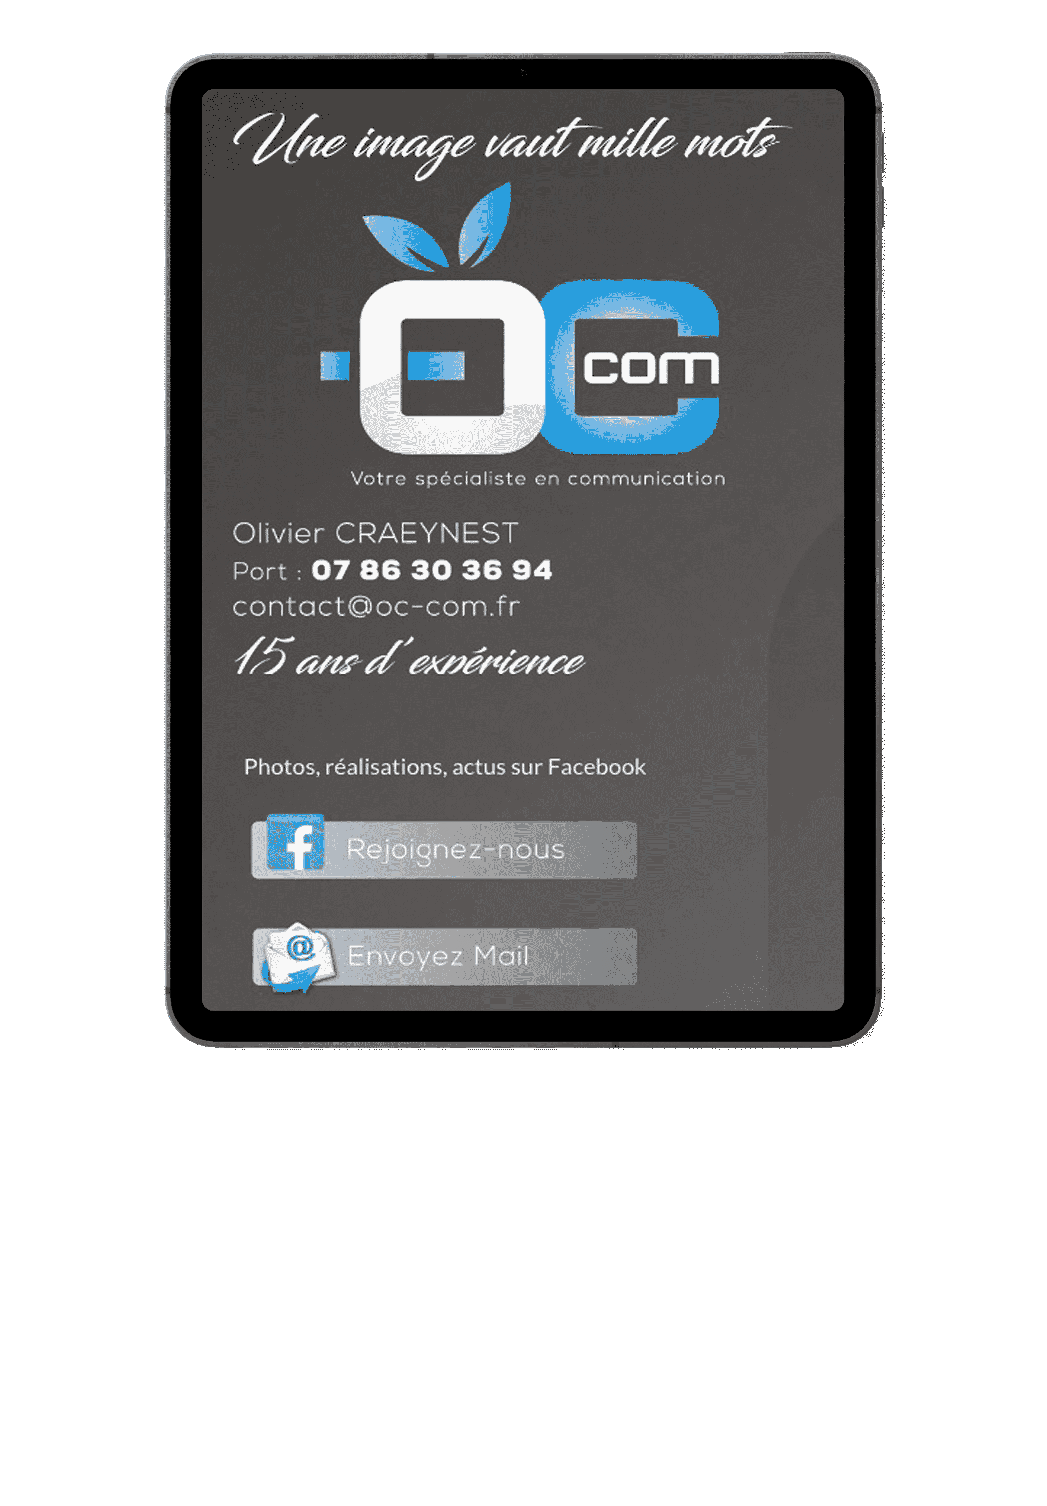 Une image vaut mille mots
OC
com
Votre spécialiste en communication
Olivier CRAEYNEST
Port : 07 86 30 36 94
contact@oc-com.fr
15 ans d'expérience
Photos, réalisations, actus sur Facebook
f Rejoignez-nous
@ Envoyez Mail